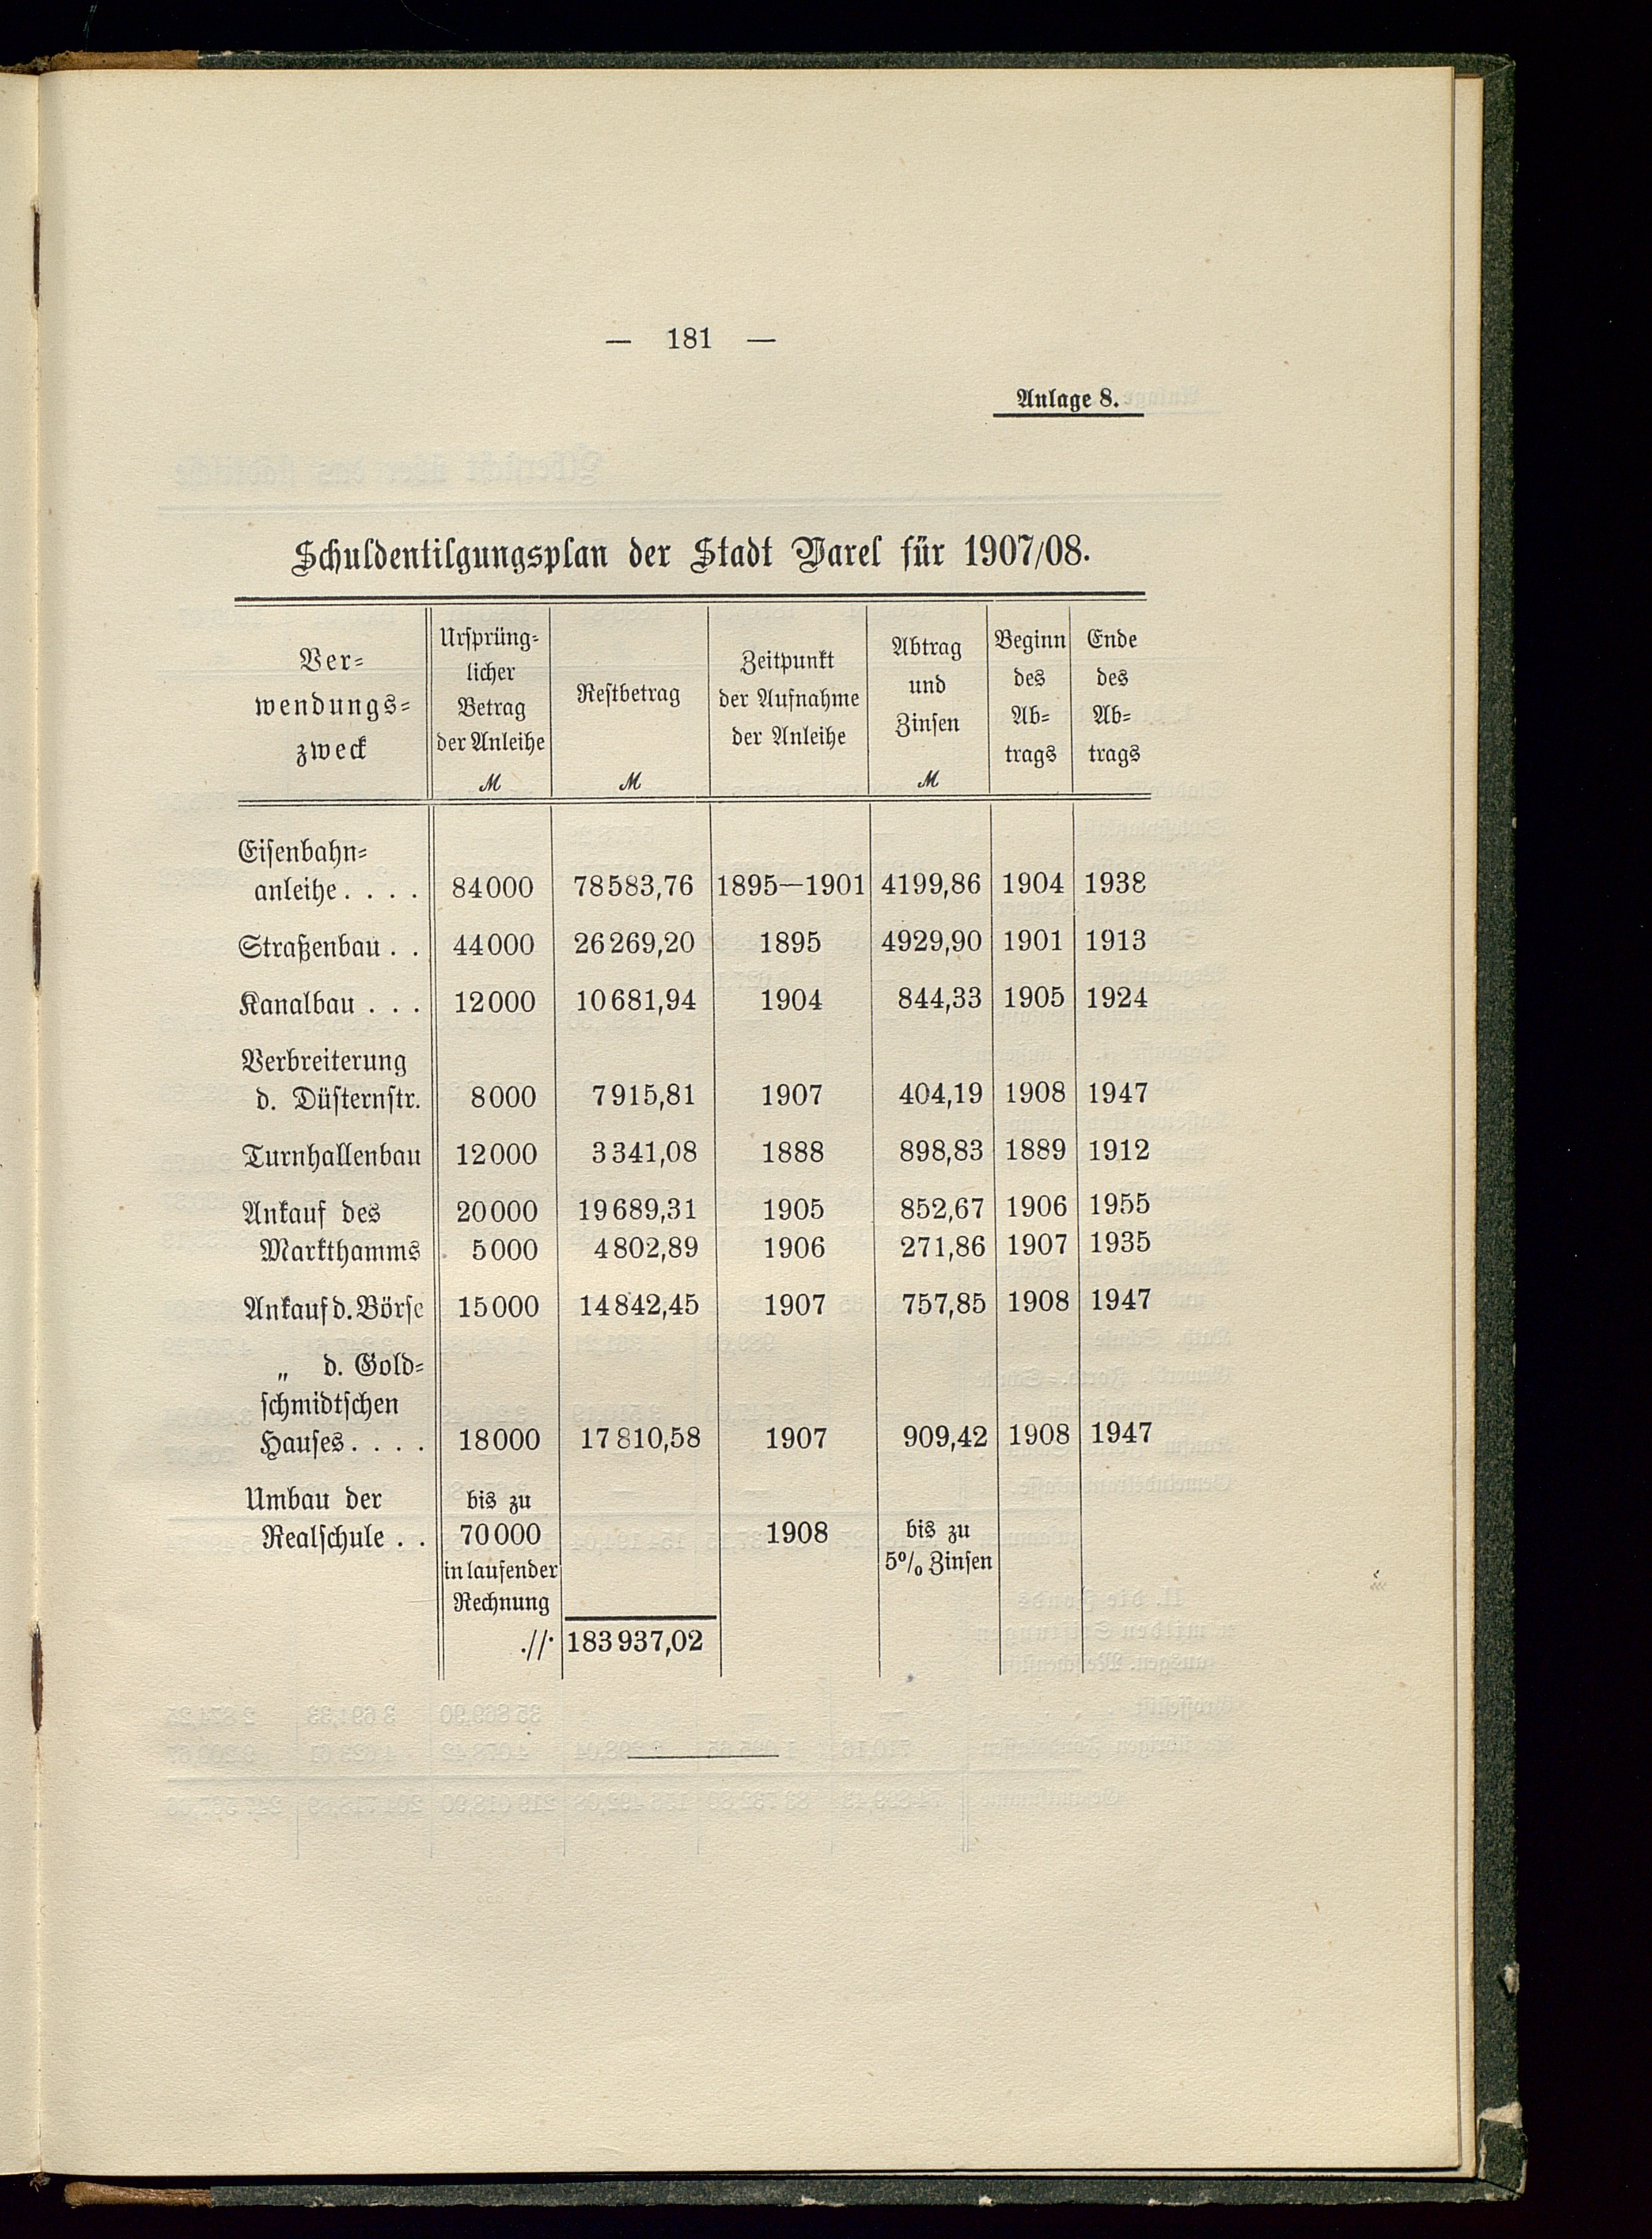 — 181 —
Anlage 8.
Schuldentilgungsplan der Stadt Varel für 1907/08.
Ver-
wendungs-
zweck
Ursprüng-
licher
Betrag
der Anleihe
ℳ
Restbetrag
ℳ
Zeitpunkt
der Aufnahme
der Anleihe
Abtrag
und
Zinsen
ℳ
Beginn
des
Ab-
trags
Ende
des
Ab-
trags
Eisenbahn-
anleihe . . . . 84000 78583,76 1895—1901 4199,86 1904 1938
Straßenbau . . 44000 26269,20 1895 4929,90 1901 1913
Kanalbau . . . 12000 10681,94 1904 844,33 1905 1924
Verbreiterung
d. Düsternstr. 8000 7915,81 1907 404,19 1908 1947
Turnhallenbau 12000 3341,08 1888 898,83 1889 1912
Ankauf des 20000 19689,31 1905 852,67 1906 1955
Markthamms 5000 4802,89 1906 271,86 1907 1935
Ankauf d. Börse 15000 14842,45 1907 757,85 1908 1947
„ d. Gold-
schmidtschen
Hauses . . . . 18000 17810,58 1907 909,42 1908 1947
Umbau der bis zu
Realschule . . 70000 1908 bis zu
in laufender 5% Zinsen
Rechnung
.//. 183937,02